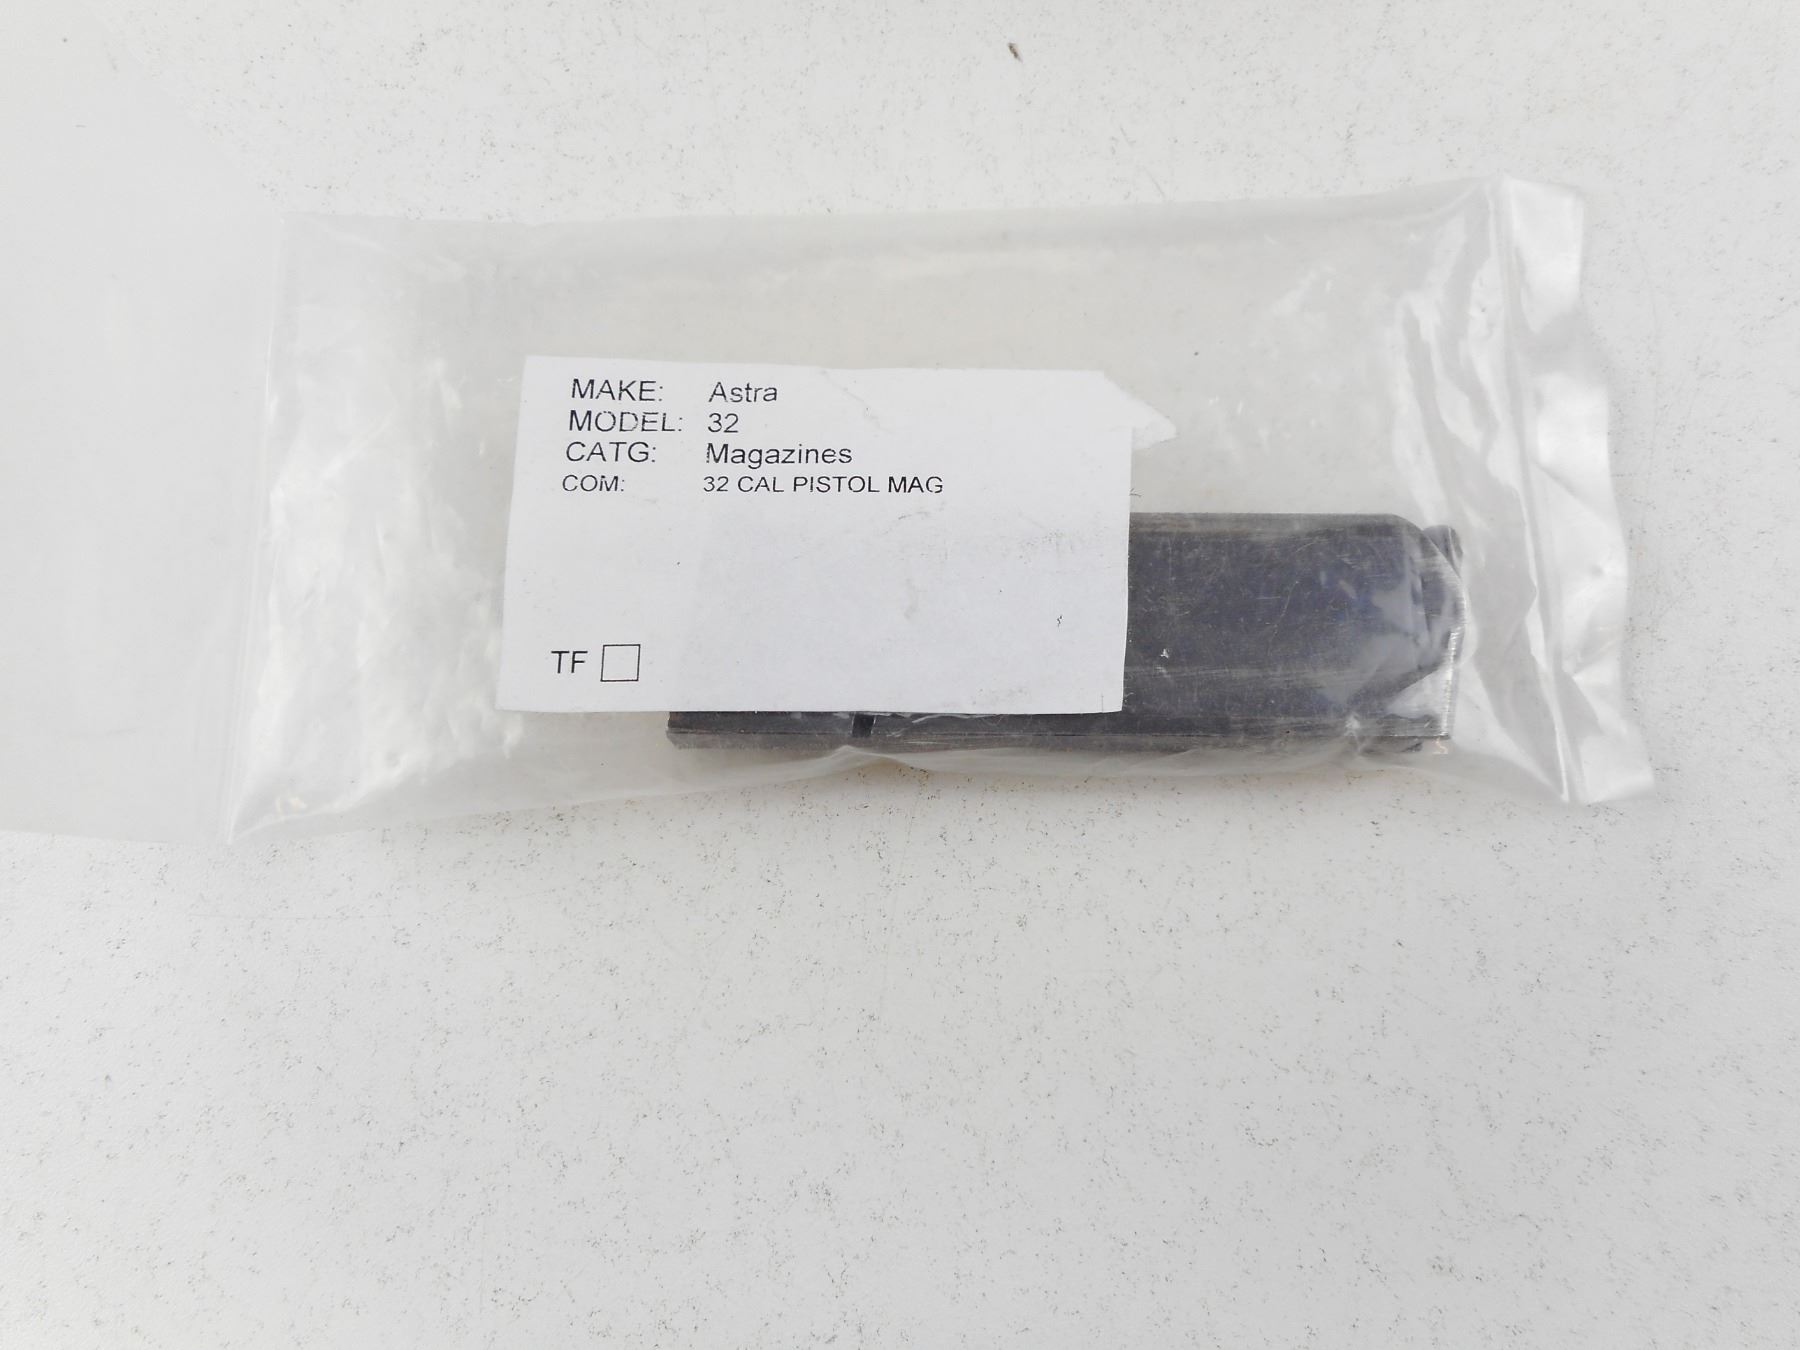 MAKE: Astra
MODEL: 32
CATG: Magazines
COM: 32 CAL PISTOL MAG
TF